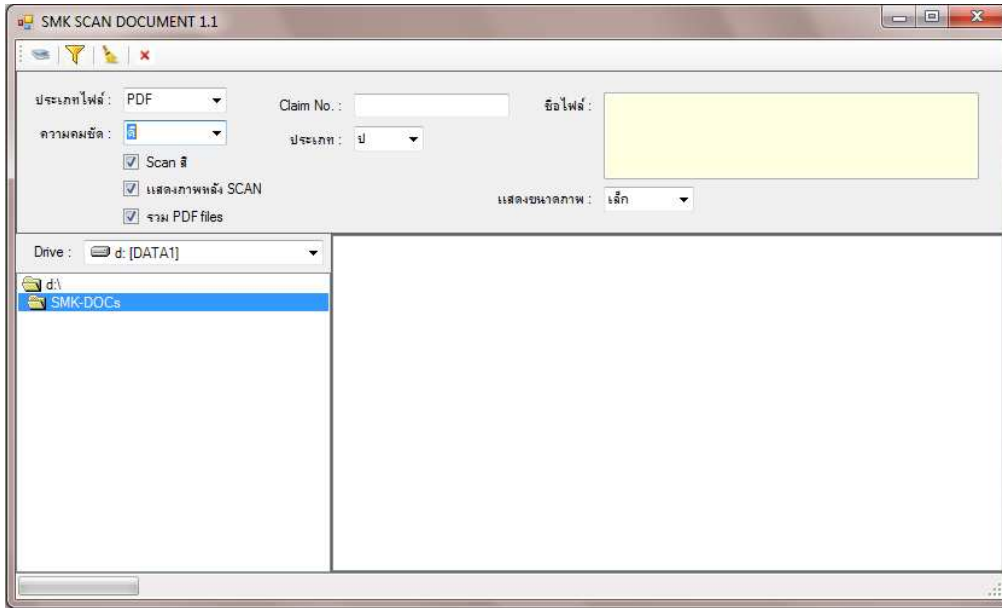 SMK SCAN DOCUMENT 1.1
ประเภทไฟล์ : PDF
Claim No. :
ชื่อไฟล์ :
ความคมชัด : ดี
ประเภท : ป
Scan สี
แสดงภาพหลัง SCAN
แสดงขนาดภาพ : เล็ก
รวม PDF files
Drive : d: [DATA1]
d:\
SMK-DOCs